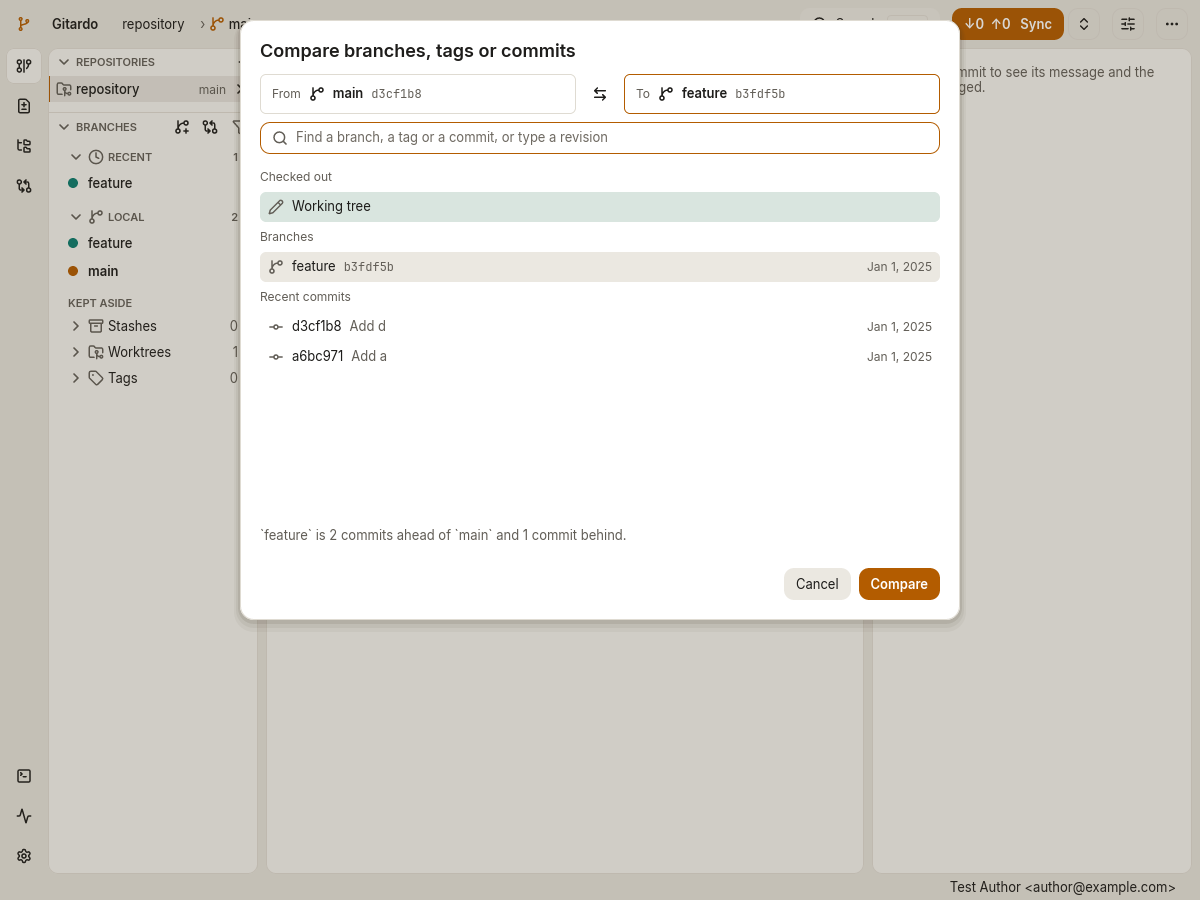 Gitardo repository main
↓0 ↑0 Sync
Compare branches, tags or commits
From main d3cf1b8
To feature b3fdf5b
Find a branch, a tag or a commit, or type a revision
Checked out
Working tree
Branches
feature b3fdf5b Jan 1, 2025
Recent commits
d3cf1b8 Add d Jan 1, 2025
a6bc971 Add a Jan 1, 2025
`feature` is 2 commits ahead of `main` and 1 commit behind.
Cancel Compare
REPOSITORIES
repository main
BRANCHES
RECENT 1
feature
LOCAL 2
feature
main
KEPT ASIDE
Stashes 0
Worktrees 1
Tags 0
to see its message and the
Test Author <author@example.com>